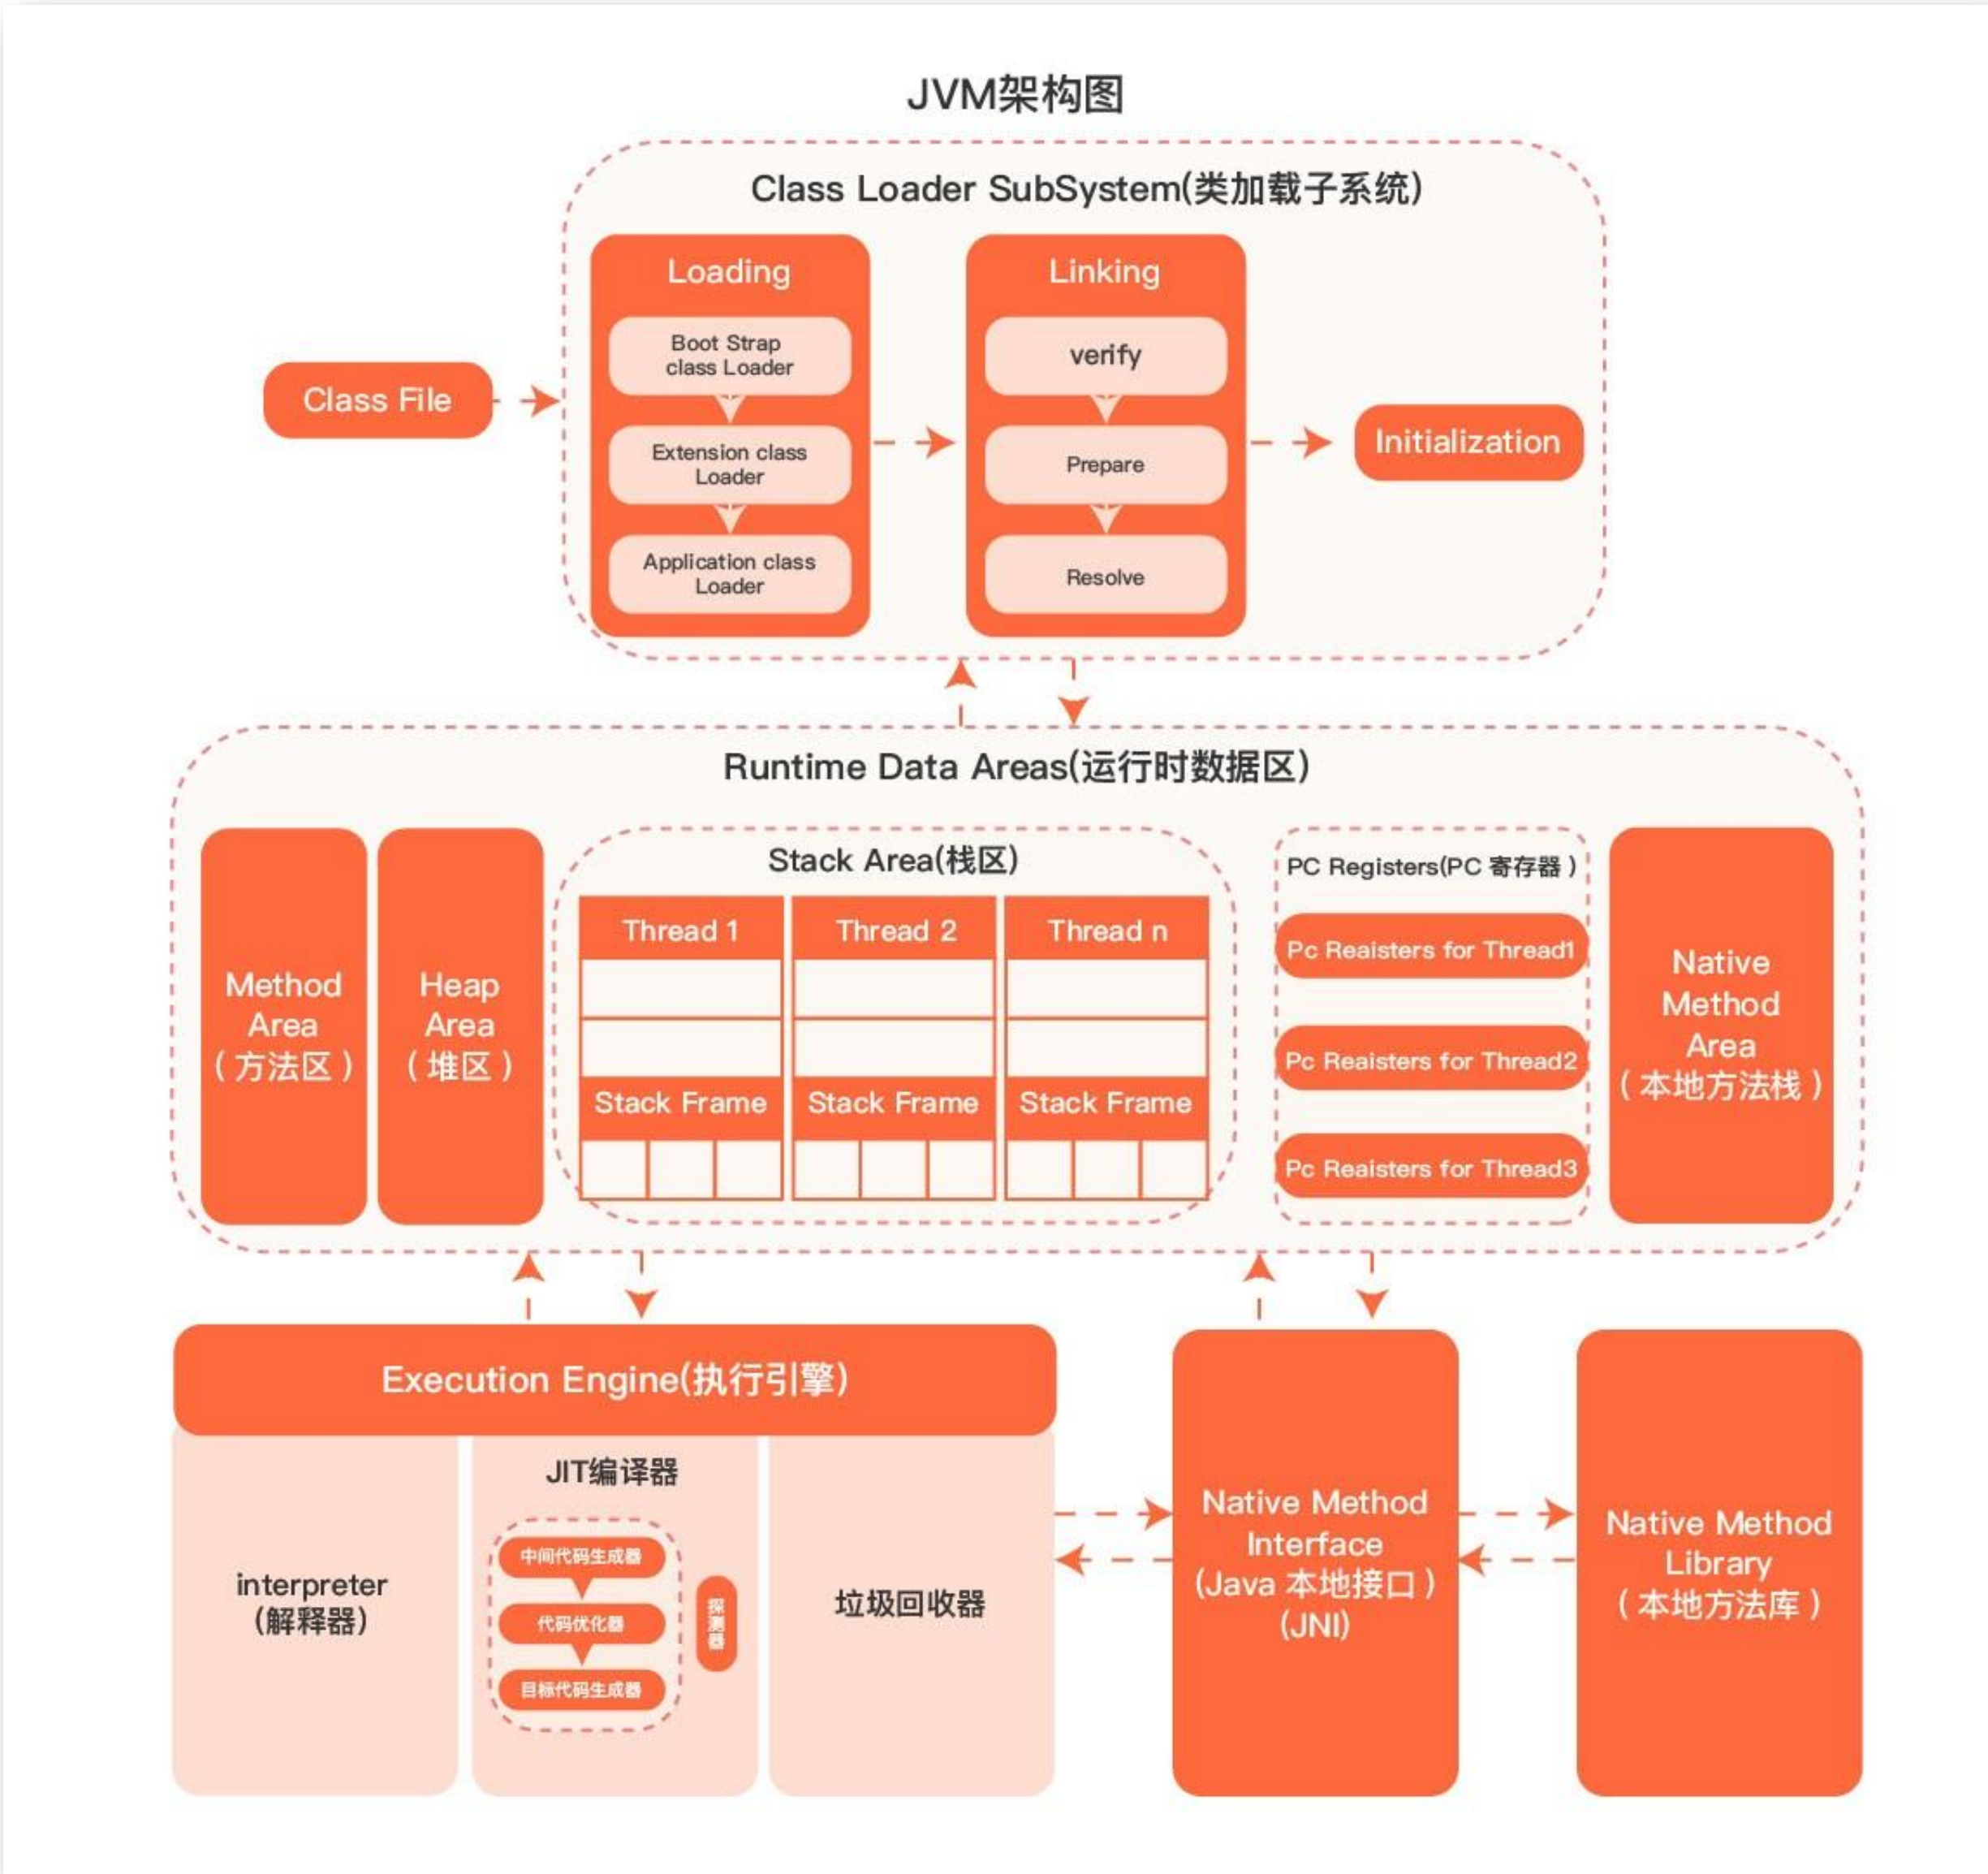 JVM架构图
Class Loader SubSystem(类加载子系统)
Loading
Boot Strap
class Loader
Extension class
Loader
Application class
Loader
Linking
verify
Prepare
Resolve
Class File
Initialization
Runtime Data Areas(运行时数据区)
Method
Area
(方法区)
Heap
Area
(堆区)
Stack Area(栈区)
Thread 1
Thread 2
Thread n
Stack Frame
Stack Frame
Stack Frame
PC Registers(PC 寄存器)
Pc Reaisters for Thread1
Pc Reaisters for Thread2
Pc Reaisters for Thread3
Native
Method
Area
(本地方法栈)
Execution Engine(执行引擎)
interpreter
(解释器)
JIT编译器
中间代码生成器
代码优化器
目标代码生成器
探测器
垃圾回收器
Native Method
Interface
(Java 本地接口)
(JNI)
Native Method
Library
(本地方法库)